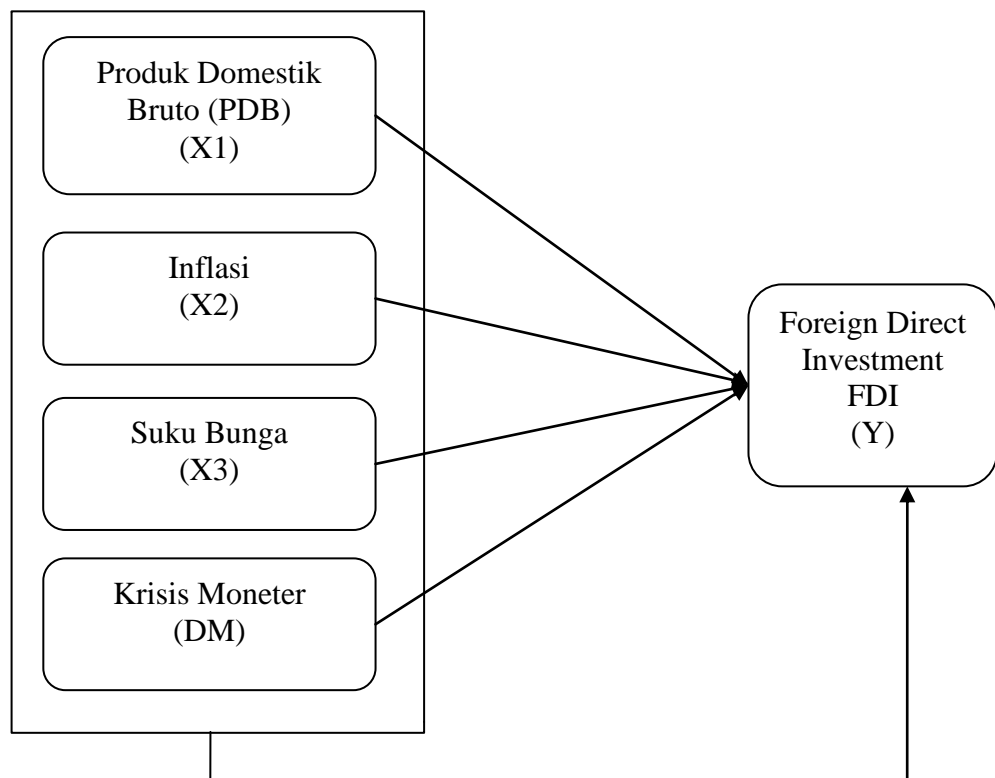 Produk Domestik
Bruto (PDB)
(X1)
Inflasi
(X2)
Suku Bunga
(X3)
Krisis Moneter
(DM)
Foreign Direct
Investment
FDI
(Y)